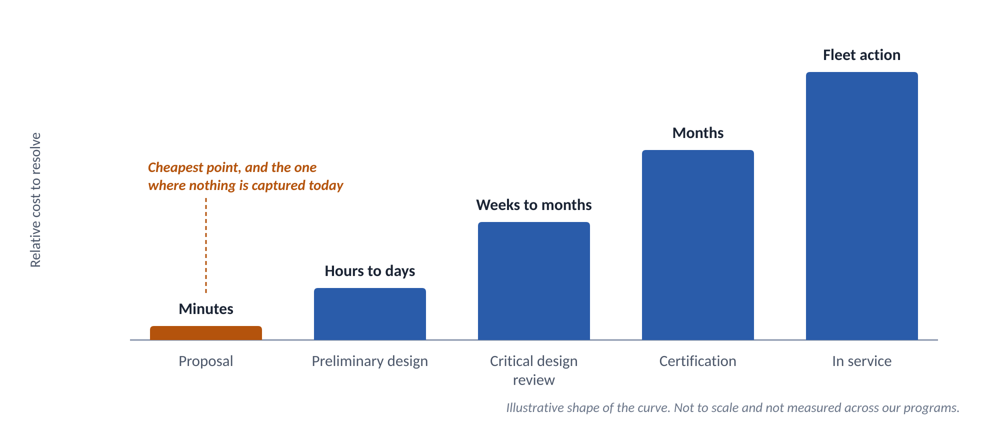 Fleet action
Months
Relative cost to resolve
Cheapest point, and the one
where nothing is captured today
Weeks to months
Hours to days
Minutes
Proposal
Preliminary design
Critical design
review
Certification
In service
Illustrative shape of the curve. Not to scale and not measured across our programs.